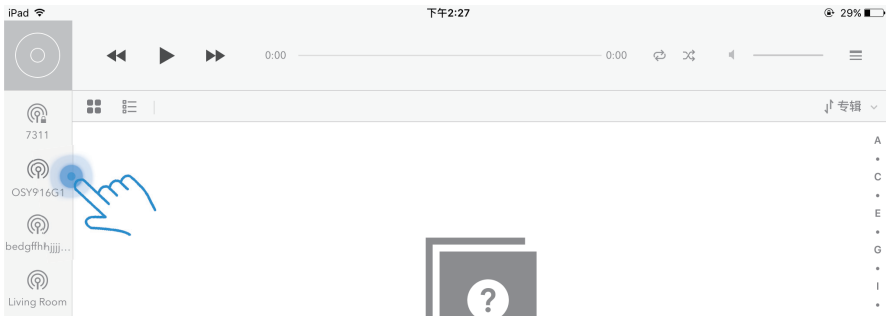 iPad 下午2:27 29%
0:00 0:00
专辑
7311
OSY916G1
bedgffhhjjjj...
Living Room
A
C
E
G
I
?